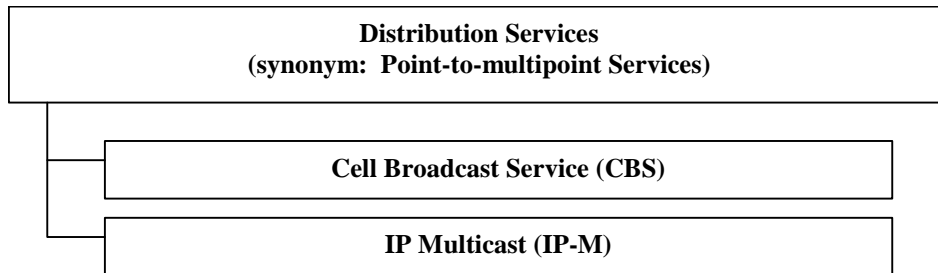 Distribution Services
(synonym:  Point-to-multipoint Services)
Cell Broadcast Service (CBS)
IP Multicast (IP-M)